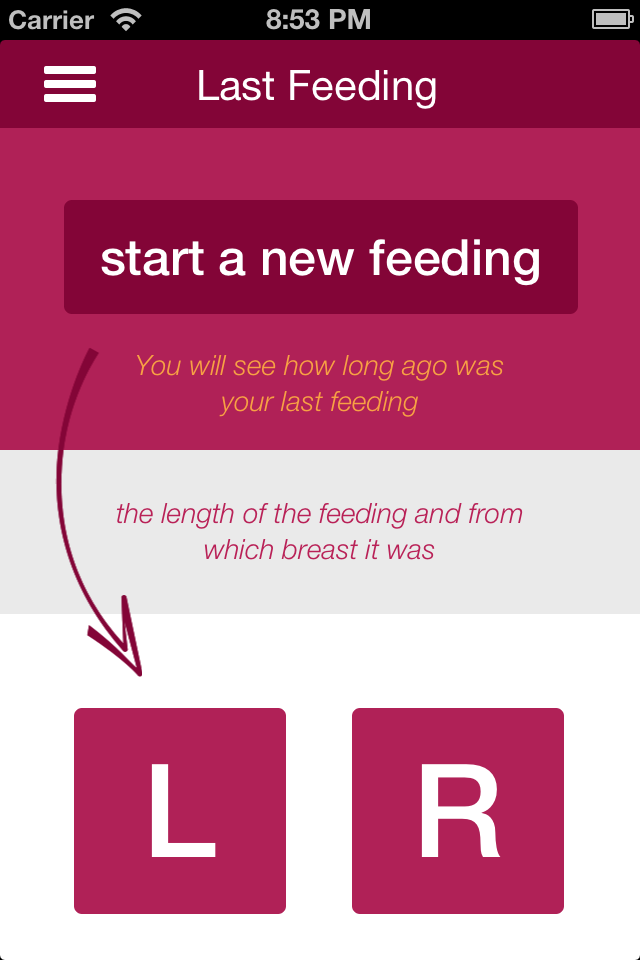 Carrier 8:53 PM
Last Feeding
start a new feeding
You will see how long ago was
your last feeding
the length of the feeding and from
which breast it was
L R